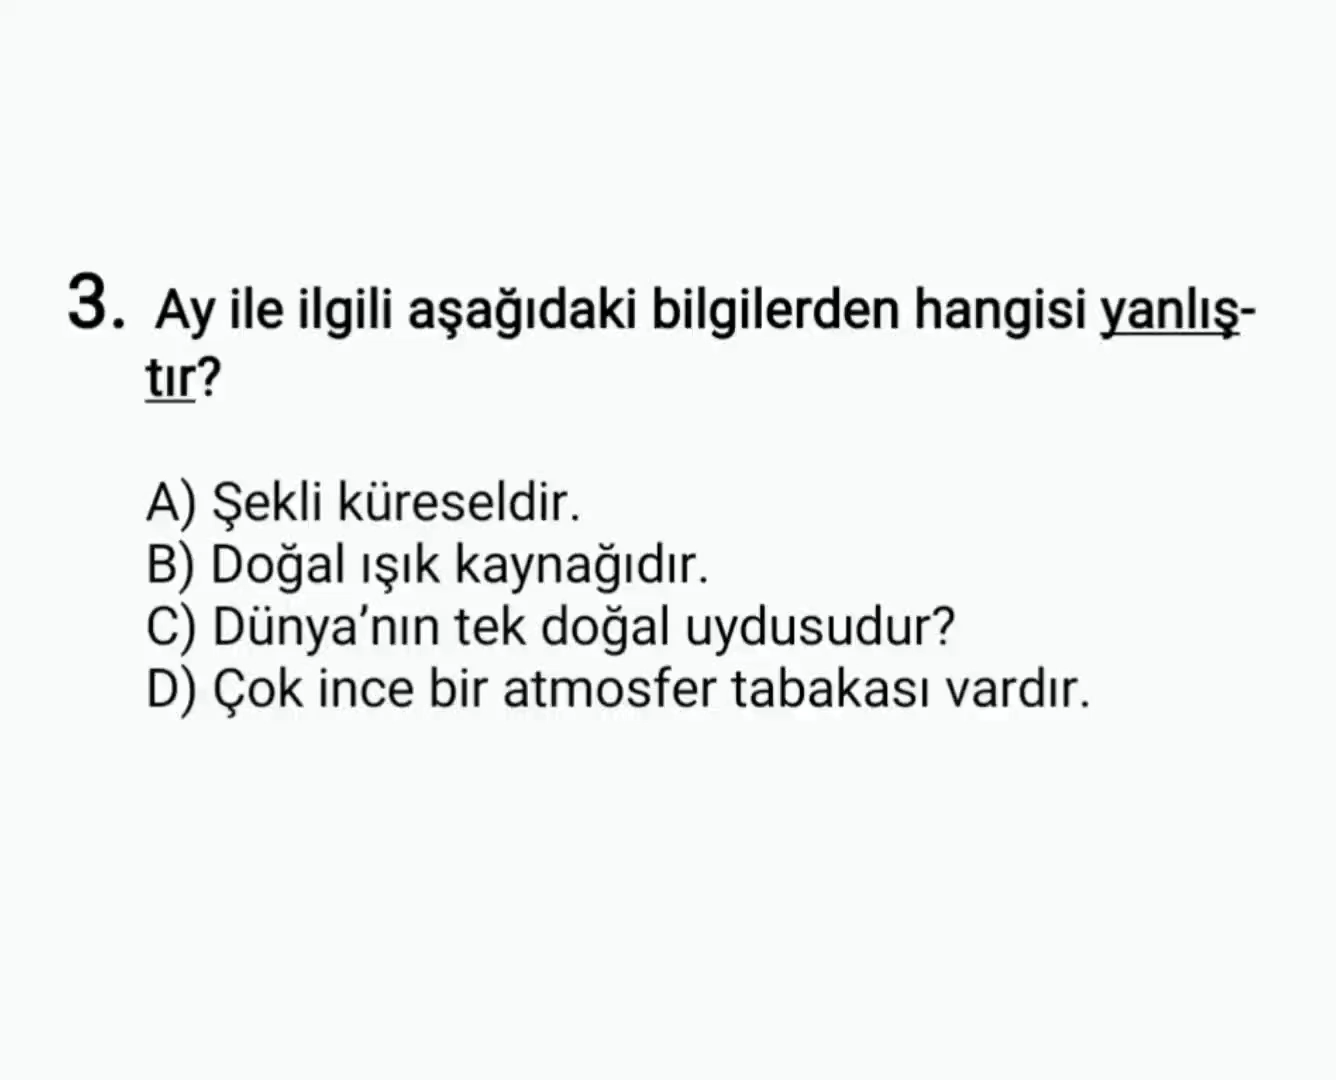 3. Ay ile ilgili aşağıdaki bilgilerden hangisi yanlış-
tır?
A) Şekli küreseldir.
B) Doğal ışık kaynağıdır.
C) Dünya’nın tek doğal uydusudur?
D) Çok ince bir atmosfer tabakası vardır.